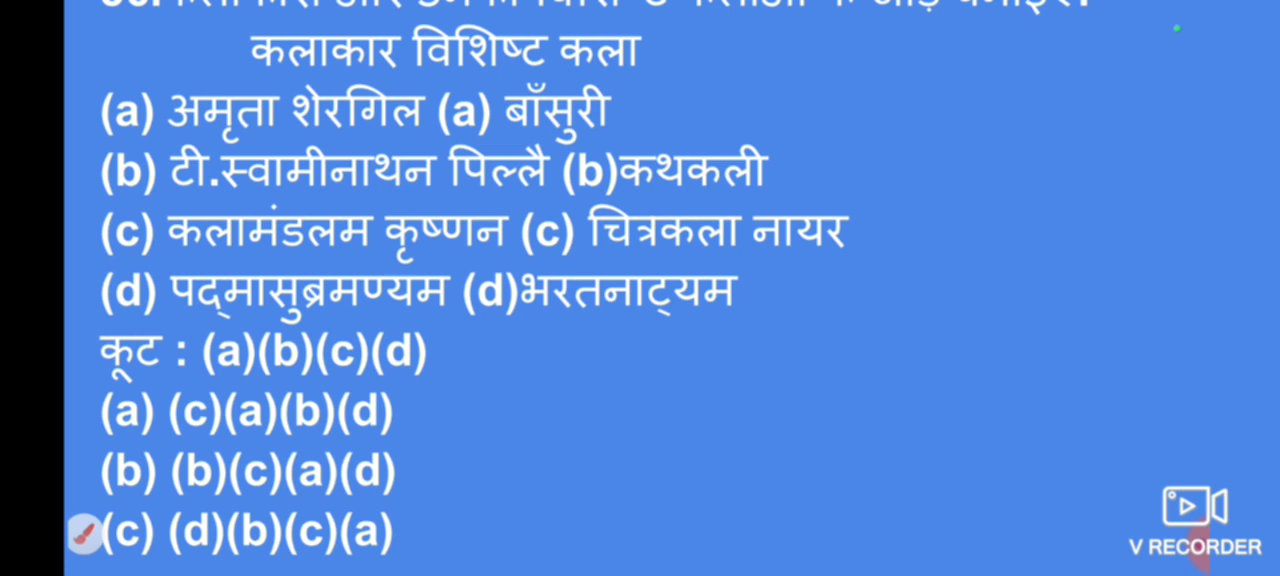 कलाकार विशिष्ट कला
(a) अमृता शेरगिल (a) बाँसुरी
(b) टी.स्वामीनाथन पिल्लै (b)कथकली
(c) कलामंडलम कृष्णन (c) चित्रकला नायर
(d) पद्मासुब्रमण्यम (d)भरतनाट्यम
कूट : (a)(b)(c)(d)
(a) (c)(a)(b)(d)
(b) (b)(c)(a)(d)
(c) (d)(b)(c)(a)
V RECORDER